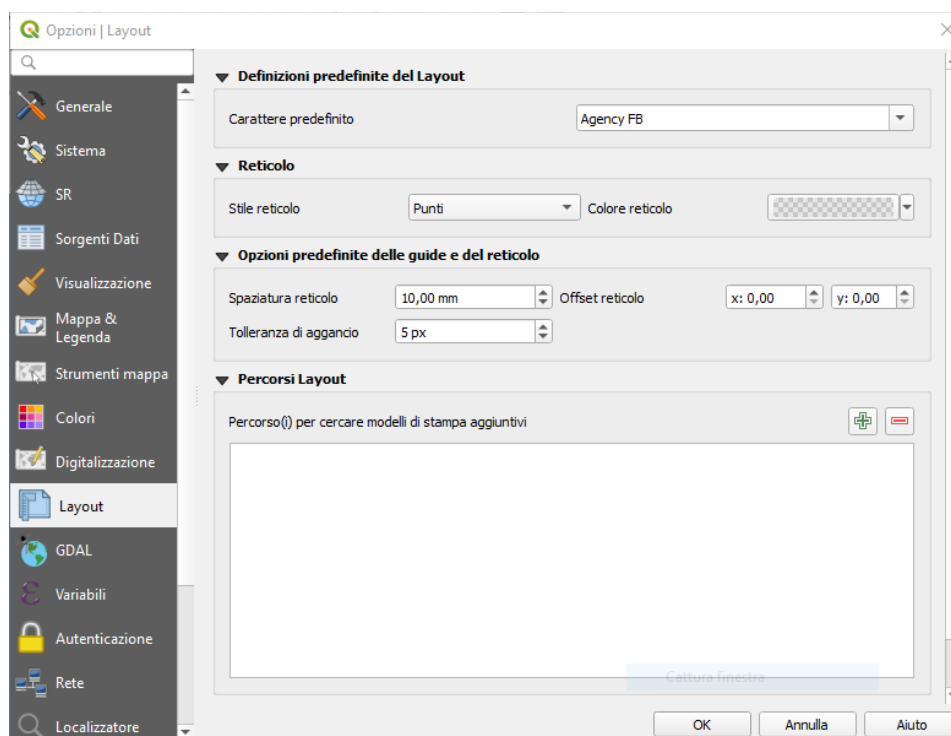 Opzioni | Layout
Generale
Sistema
SR
Sorgenti Dati
Visualizzazione
Mappa &
Legenda
Strumenti mappa
Colori
Digitalizzazione
Layout
GDAL
Variabili
Autenticazione
Rete
Localizzatore
Definizioni predefinite del Layout
Carattere predefinito Agency FB
Reticolo
Stile reticolo Punti Colore reticolo
Opzioni predefinite delle guide e del reticolo
Spaziatura reticolo 10,00 mm Offset reticolo x: 0,00 y: 0,00
Tolleranza di aggancio 5 px
Percorsi Layout
Percorso(i) per cercare modelli di stampa aggiuntivi
Cattura finestra
OK Annulla Aiuto